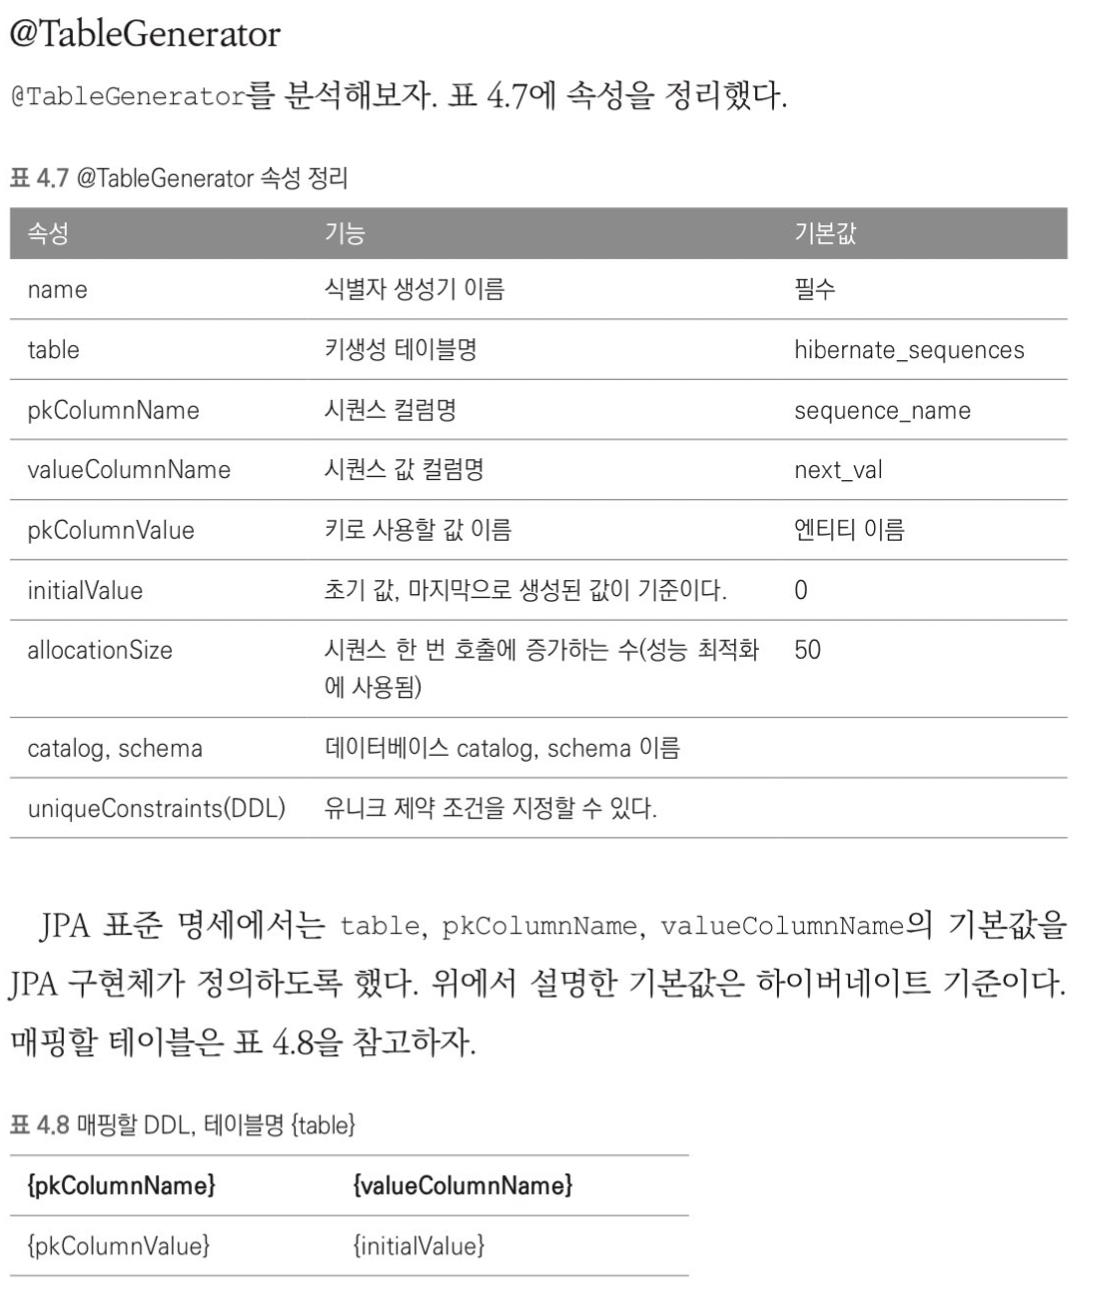 @TableGenerator
@TableGenerator를 분석해보자. 표 4.7에 속성을 정리했다.
표 4.7 @TableGenerator 속성 정리
속성 기능 기본값
name 식별자 생성기 이름 필수
table 키생성 테이블명 hibernate_sequences
pkColumnName 시퀀스 컬럼명 sequence_name
valueColumnName 시퀀스 값 컬럼명 next_val
pkColumnValue 키로 사용할 값 이름 엔티티 이름
initialValue 초기 값, 마지막으로 생성된 값이 기준이다. 0
allocationSize 시퀀스 한 번 호출에 증가하는 수(성능 최적화 50
에 사용됨)
catalog, schema 데이터베이스 catalog, schema 이름
uniqueConstraints(DDL) 유니크 제약 조건을 지정할 수 있다.
JPA 표준 명세에서는 table, pkColumnName, valueColumnName의 기본값을
JPA 구현체가 정의하도록 했다. 위에서 설명한 기본값은 하이버네이트 기준이다.
매핑할 테이블은 표 4.8을 참고하자.
표 4.8 매핑할 DDL, 테이블명 {table}
{pkColumnName} {valueColumnName}
{pkColumnValue} {initialValue}